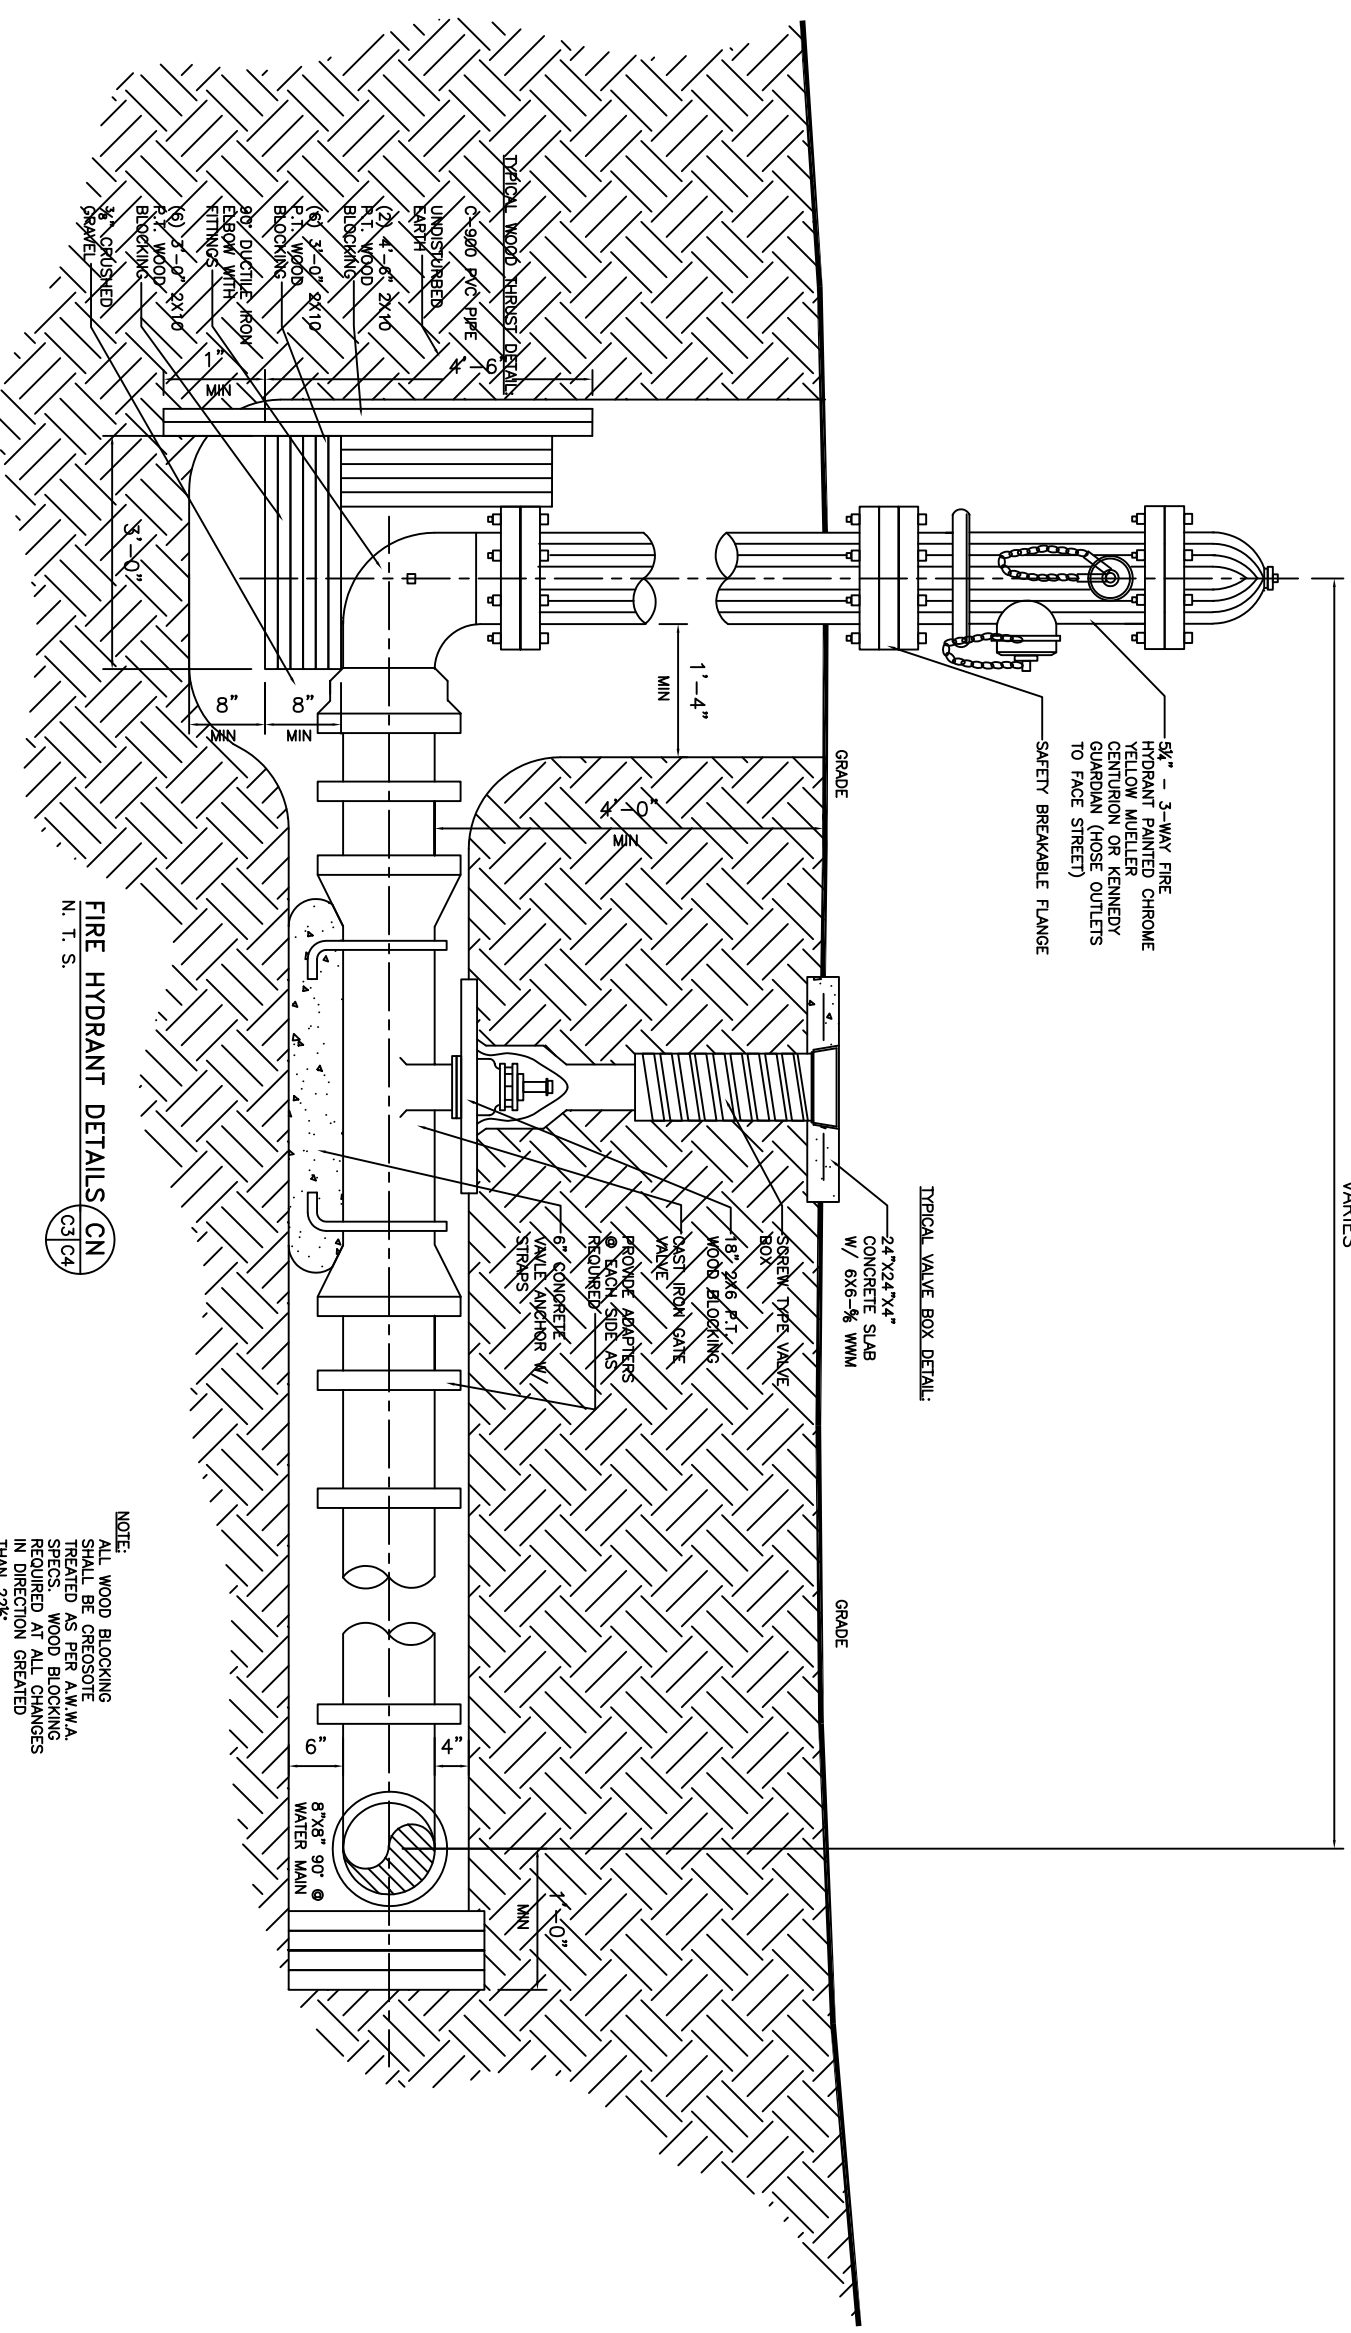 VARIES
5¼" - 3-WAY FIRE
HYDRANT PAINTED CHROME
YELLOW MUELLER
CENTURION OR KENNEDY
GUARDIAN (HOSE OUTLETS
TO FACE STREET)
SAFETY BREAKABLE FLANGE
TYPICAL VALVE BOX DETAIL:
24"X24"X4"
CONCRETE SLAB
W/ 6X6-6/6 WWM
GRADE
GRADE
SCREW TYPE VALVE
BOX
18" 2X6 P.T.
WOOD BLOCKING
CAST IRON GATE
VALVE
PROVIDE ADAPTERS
@ EACH SIDE AS
REQUIRED
6" CONCRETE
VAVLE ANCHOR W/
STRAPS
1'-4"
MIN
4'-0"
MIN
1'-0"
MIN
4"
6"
8"X8" 90° @
WATER MAIN
TYPICAL WOOD THRUST DETAIL:
C-900 PVC PIPE
UNDISTURBED
EARTH
(2) 4'-6" 2X10
P.T. WOOD
BLOCKING
(6) 3'-0" 2X10
P.T. WOOD
BLOCKING
90° DUCTILE IRON
ELBOW WITH
FITTINGS
(6) 3'-0" 2X10
P.T. WOOD
BLOCKING
⅜" CRUSHED
GRAVEL
4'-6"
1"
MIN
3'-0"
8"
MIN
8"
MIN
FIRE HYDRANT DETAILS
N. T. S.
CN
C3 C4
NOTE:
ALL WOOD BLOCKING
SHALL BE CREOSOTE
TREATED AS PER A.W.W.A.
SPECS. WOOD BLOCKING
REQUIRED AT ALL CHANGES
IN DIRECTION GREATED
THAN 22½°